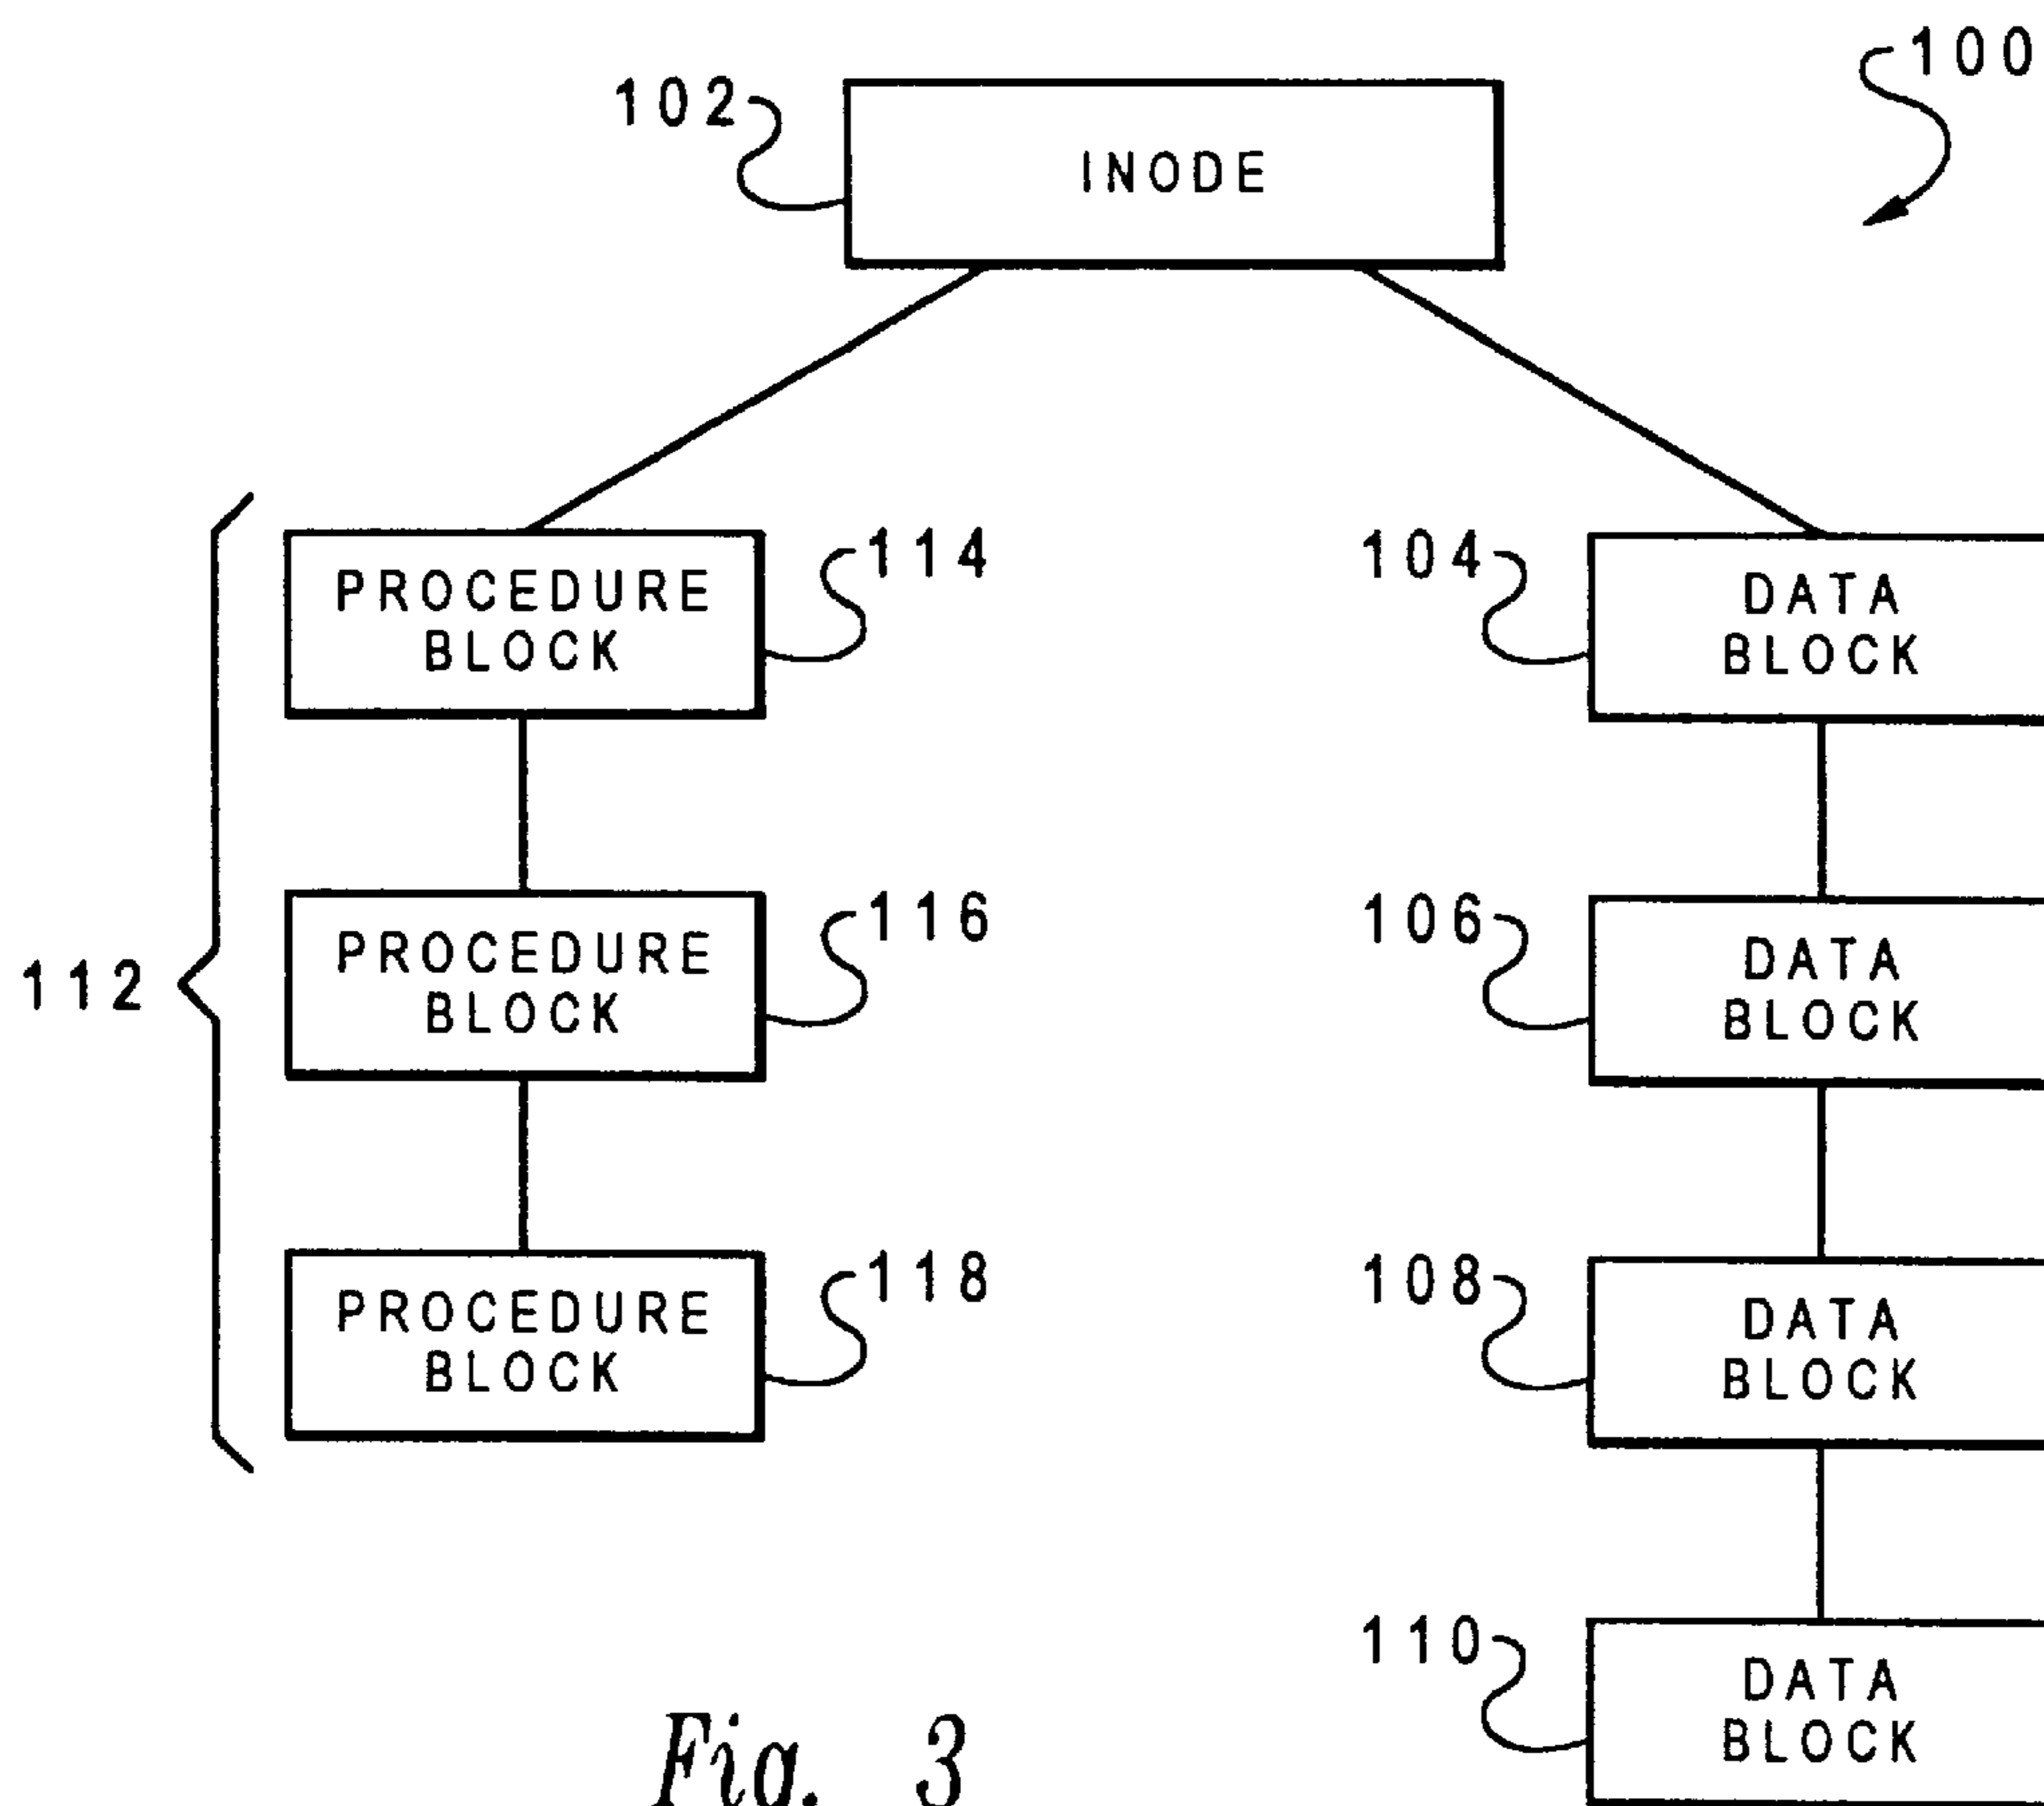 100
102
INODE
114
PROCEDURE
BLOCK
104
DATA
BLOCK
112
116
PROCEDURE
BLOCK
106
DATA
BLOCK
118
PROCEDURE
BLOCK
108
DATA
BLOCK
110
DATA
BLOCK
Fig. 3